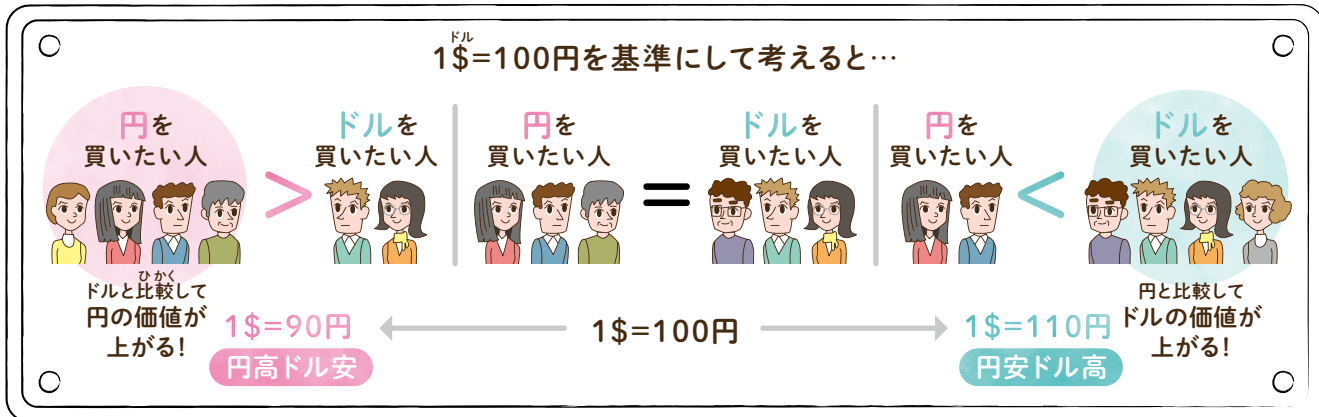 ドル
1$=100円を基準にして考えると…
円を
買いたい人
>
ドルを
買いたい人
円を
買いたい人
=
ドルを
買いたい人
円を
買いたい人
<
ドルを
買いたい人
ひかく
ドルと比較して
円の価値が
上がる!
1$=90円
円高ドル安
1$=100円
1$=110円
円安ドル高
円と比較して
ドルの価値が
上がる!